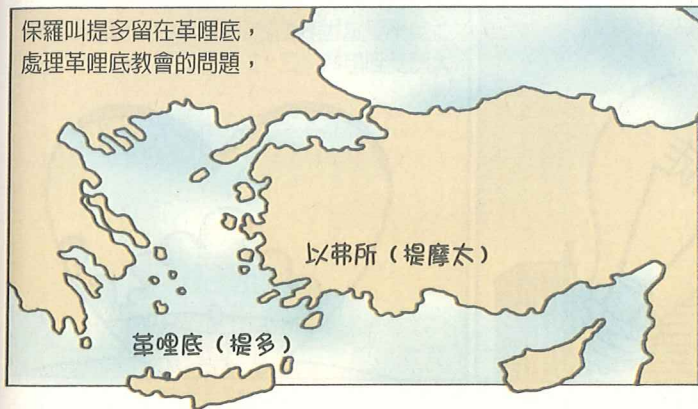 保羅叫提多留在革哩底，
處理革哩底教會的問題，
以弗所（提摩太）
革哩底（提多）